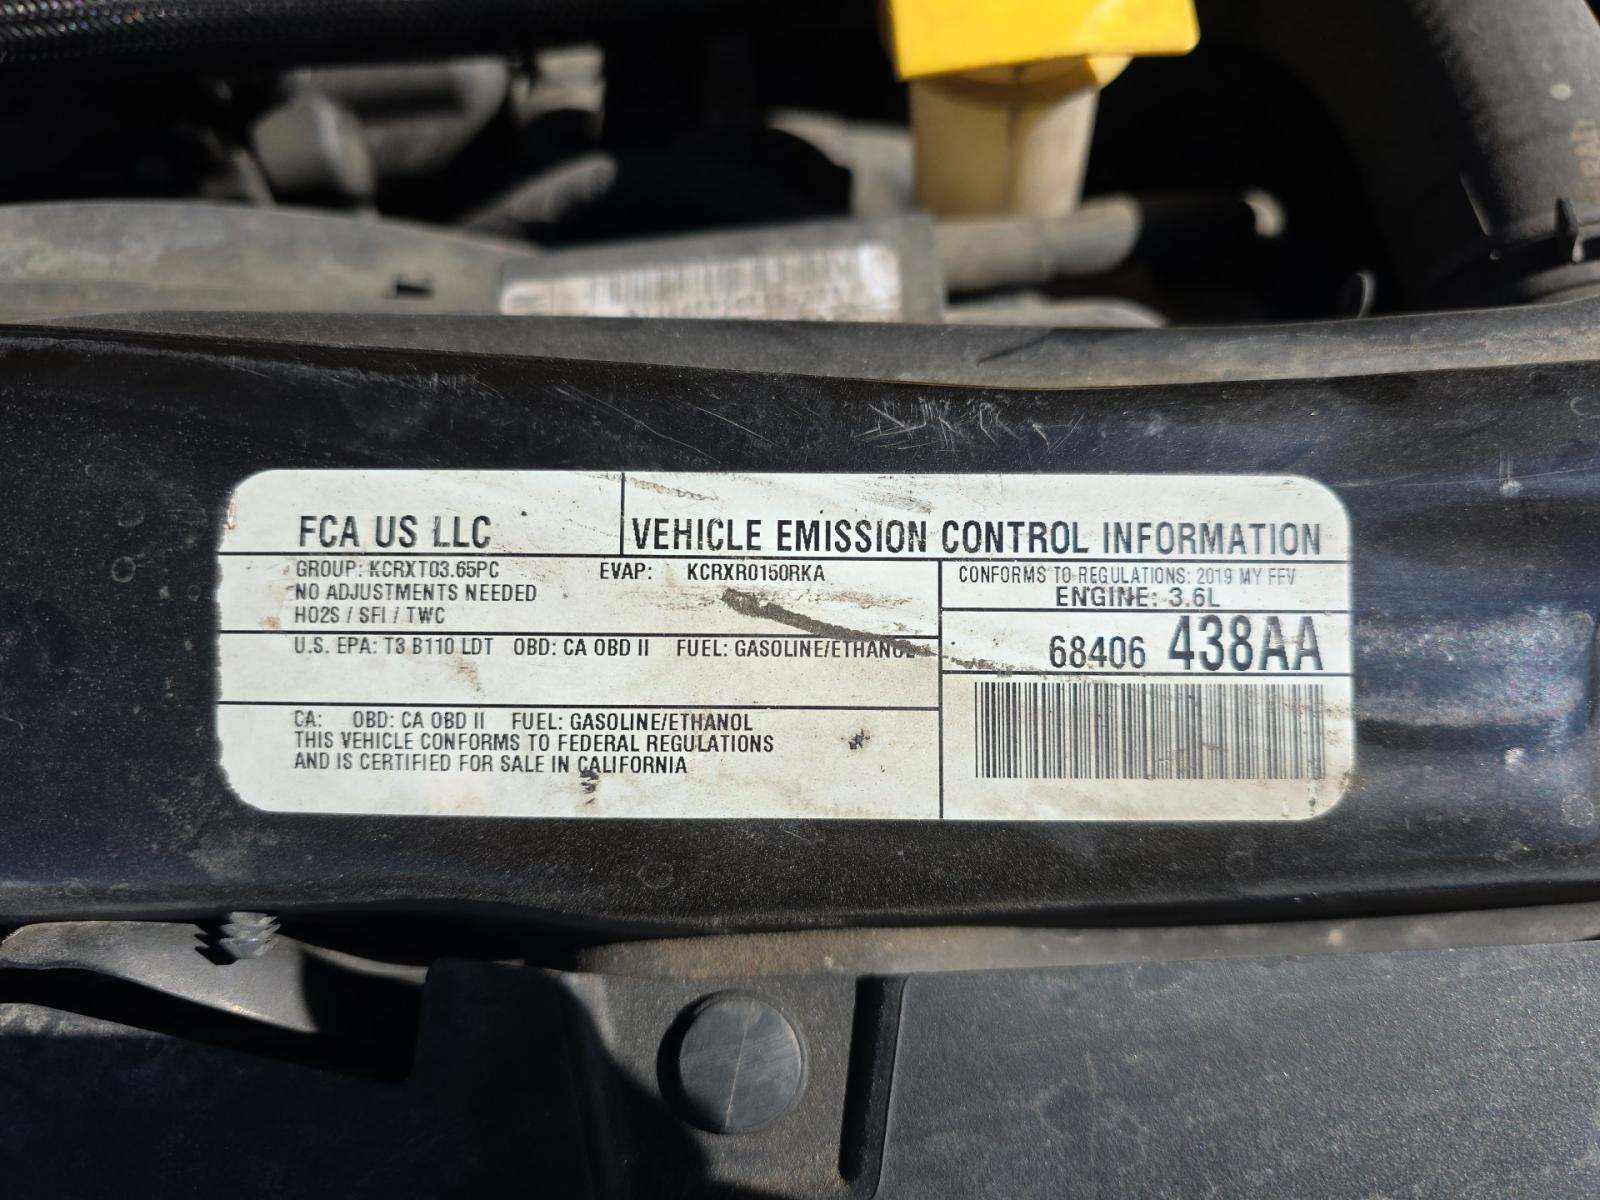 FCA US LLC
VEHICLE EMISSION CONTROL INFORMATION
GROUP: KCRXT03.65PC EVAP: KCRXR0150RKA
NO ADJUSTMENTS NEEDED
HO2S / SFI / TWC
U.S. EPA: T3 B110 LDT OBD: CA OBD II FUEL: GASOLINE/ETHANOL
CA: OBD: CA OBD II FUEL: GASOLINE/ETHANOL
THIS VEHICLE CONFORMS TO FEDERAL REGULATIONS
AND IS CERTIFIED FOR SALE IN CALIFORNIA
CONFORMS TO REGULATIONS: 2019 MY FFV
ENGINE: 3.6L
68406 438AA